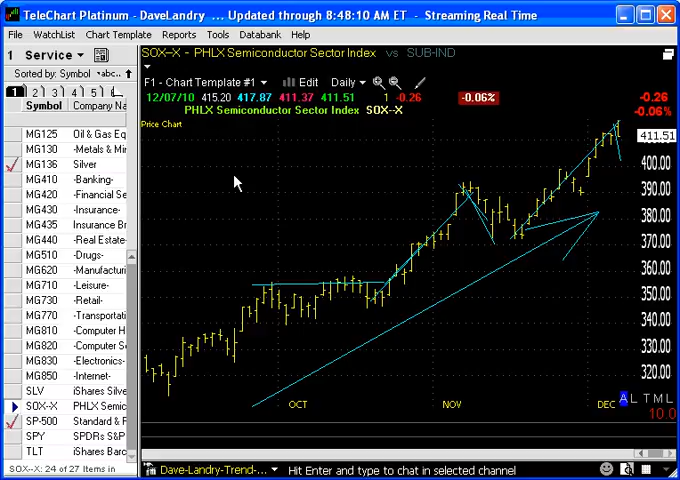 TeleChart Platinum - DaveLandry ... Updated through 8:48:10 AM ET - Streaming Real Time
File WatchList Chart Template Reports Tools Databank Help
1 Service
SOX--X - PHLX Semiconductor Sector Index vs SUB-IND
Sorted by: Symbol
F1 - Chart Template #1 Edit Daily
1 2 3 4 5
12/07/10 415.20 417.87 411.37 411.51 1 -0.26 -0.06% -0.26
Symbol Company Na
PHLX Semiconductor Sector Index SOX--X -0.06%
Price Chart
MG125 Oil & Gas Eq
MG130 -Metals & Mir
MG136 Silver
MG410 -Banking-
MG420 -Financial Se
MG430 -Insurance-
MG435 Insurance Br
MG440 -Real Estate-
MG510 -Drugs-
MG620 -Manufactu
MG710 -Leisure-
MG730 -Retail-
MG770 -Transporta
MG810 -Computer H
MG820 -Computer S
MG830 -Electronics-
MG850 -Internet-
SLV iShares Silve
SOX--X PHLX Semic
SP-500 Standard & F
SPY SPDRs S&P
TLT iShares Barc
411.51
400.00
390.00
380.00
370.00
360.00
350.00
340.00
330.00
320.00
A L T M L
OCT NOV DEC
10.0
SOX--X: 24 of 27 Items in
Dave-Landry-Trend-... Hit Enter and type to chat in selected channel